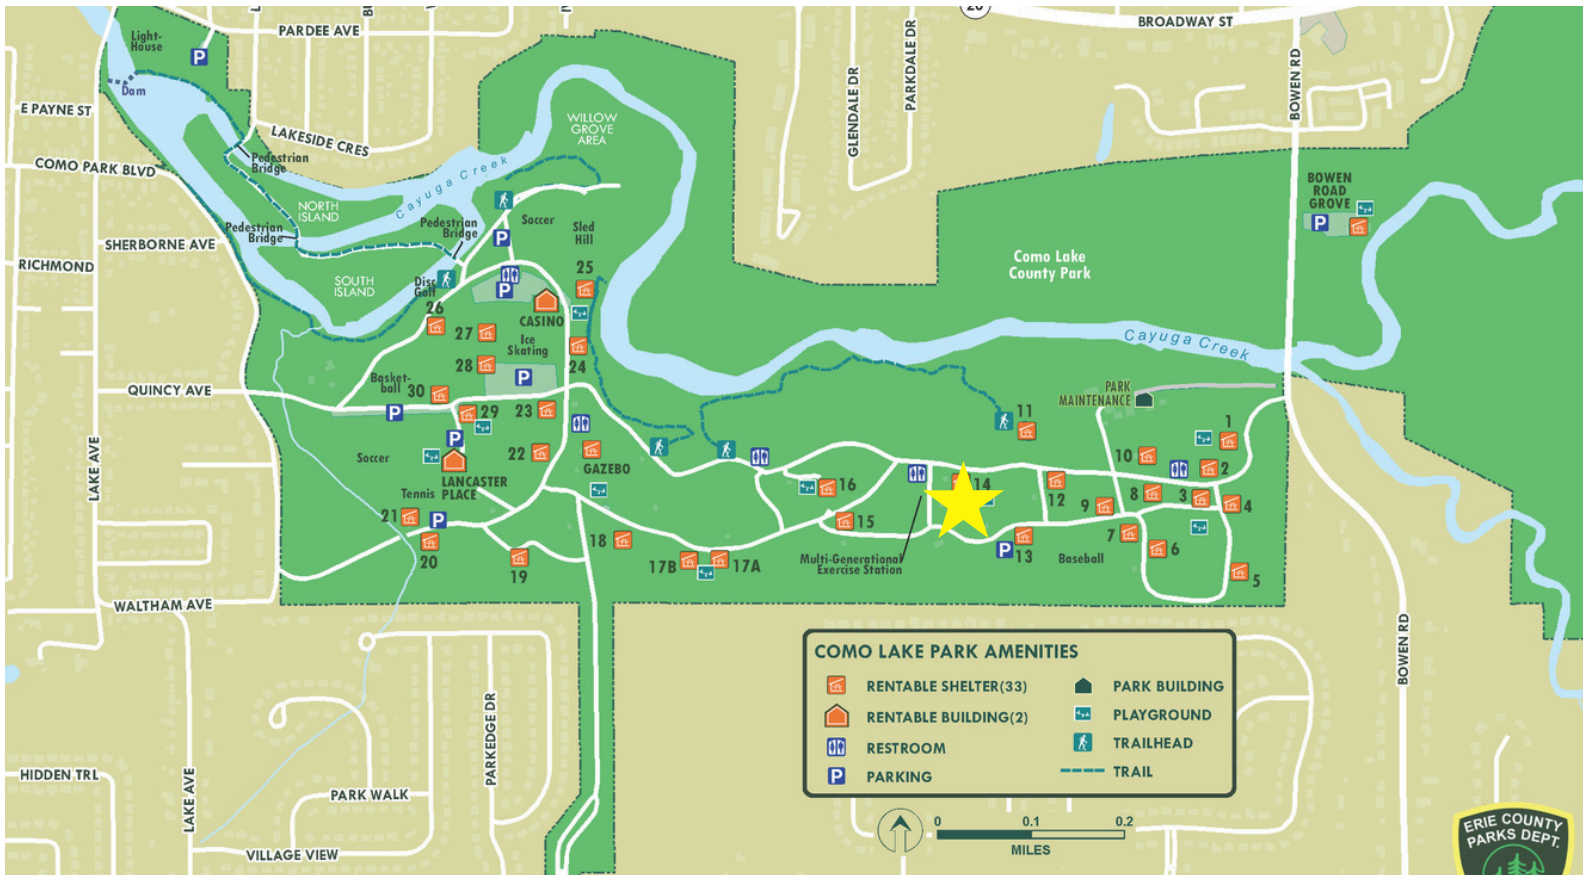 BROADWAY ST
20
PARDEE AVE
Light-
House
P
Dam
E PAYNE ST
LAKESIDE CRES
COMO PARK BLVD
Pedestrian
Bridge
NORTH
ISLAND
Cayuga Creek
WILLOW
GROVE
AREA
GLENDALE DR
PARKDALE DR
BOWEN RD
BOWEN
ROAD
GROVE
P
Pedestrian
Bridge
Pedestrian
Bridge
Soccer
Sled
Hill
P
SHERBORNE AVE
RICHMOND
SOUTH
ISLAND
Disc
Golf
P
25
Como Lake
County Park
26
27
CASINO
Ice
Skating
24
28
Cayuga Creek
QUINCY AVE
Basket-
ball
30
P
P
29
23
PARK
MAINTENANCE
11
1
P
Soccer
22
GAZEBO
10
2
LAKE AVE
LANCASTER
PLACE
Tennis
16
14
12
8
3
4
9
21
P
15
20
18
19
17B
17A
Multi-Generational
Exercise Station
P
13
Baseball
7
6
5
WALTHAM AVE
BOWEN RD
COMO LAKE PARK AMENITIES
RENTABLE SHELTER(33)
RENTABLE BUILDING(2)
RESTROOM
P PARKING
PARK BUILDING
PLAYGROUND
TRAILHEAD
TRAIL
PARKEDGE DR
HIDDEN TRL
LAKE AVE
PARK WALK
VILLAGE VIEW
0 0.1 0.2
MILES
ERIE COUNTY
PARKS DEPT.